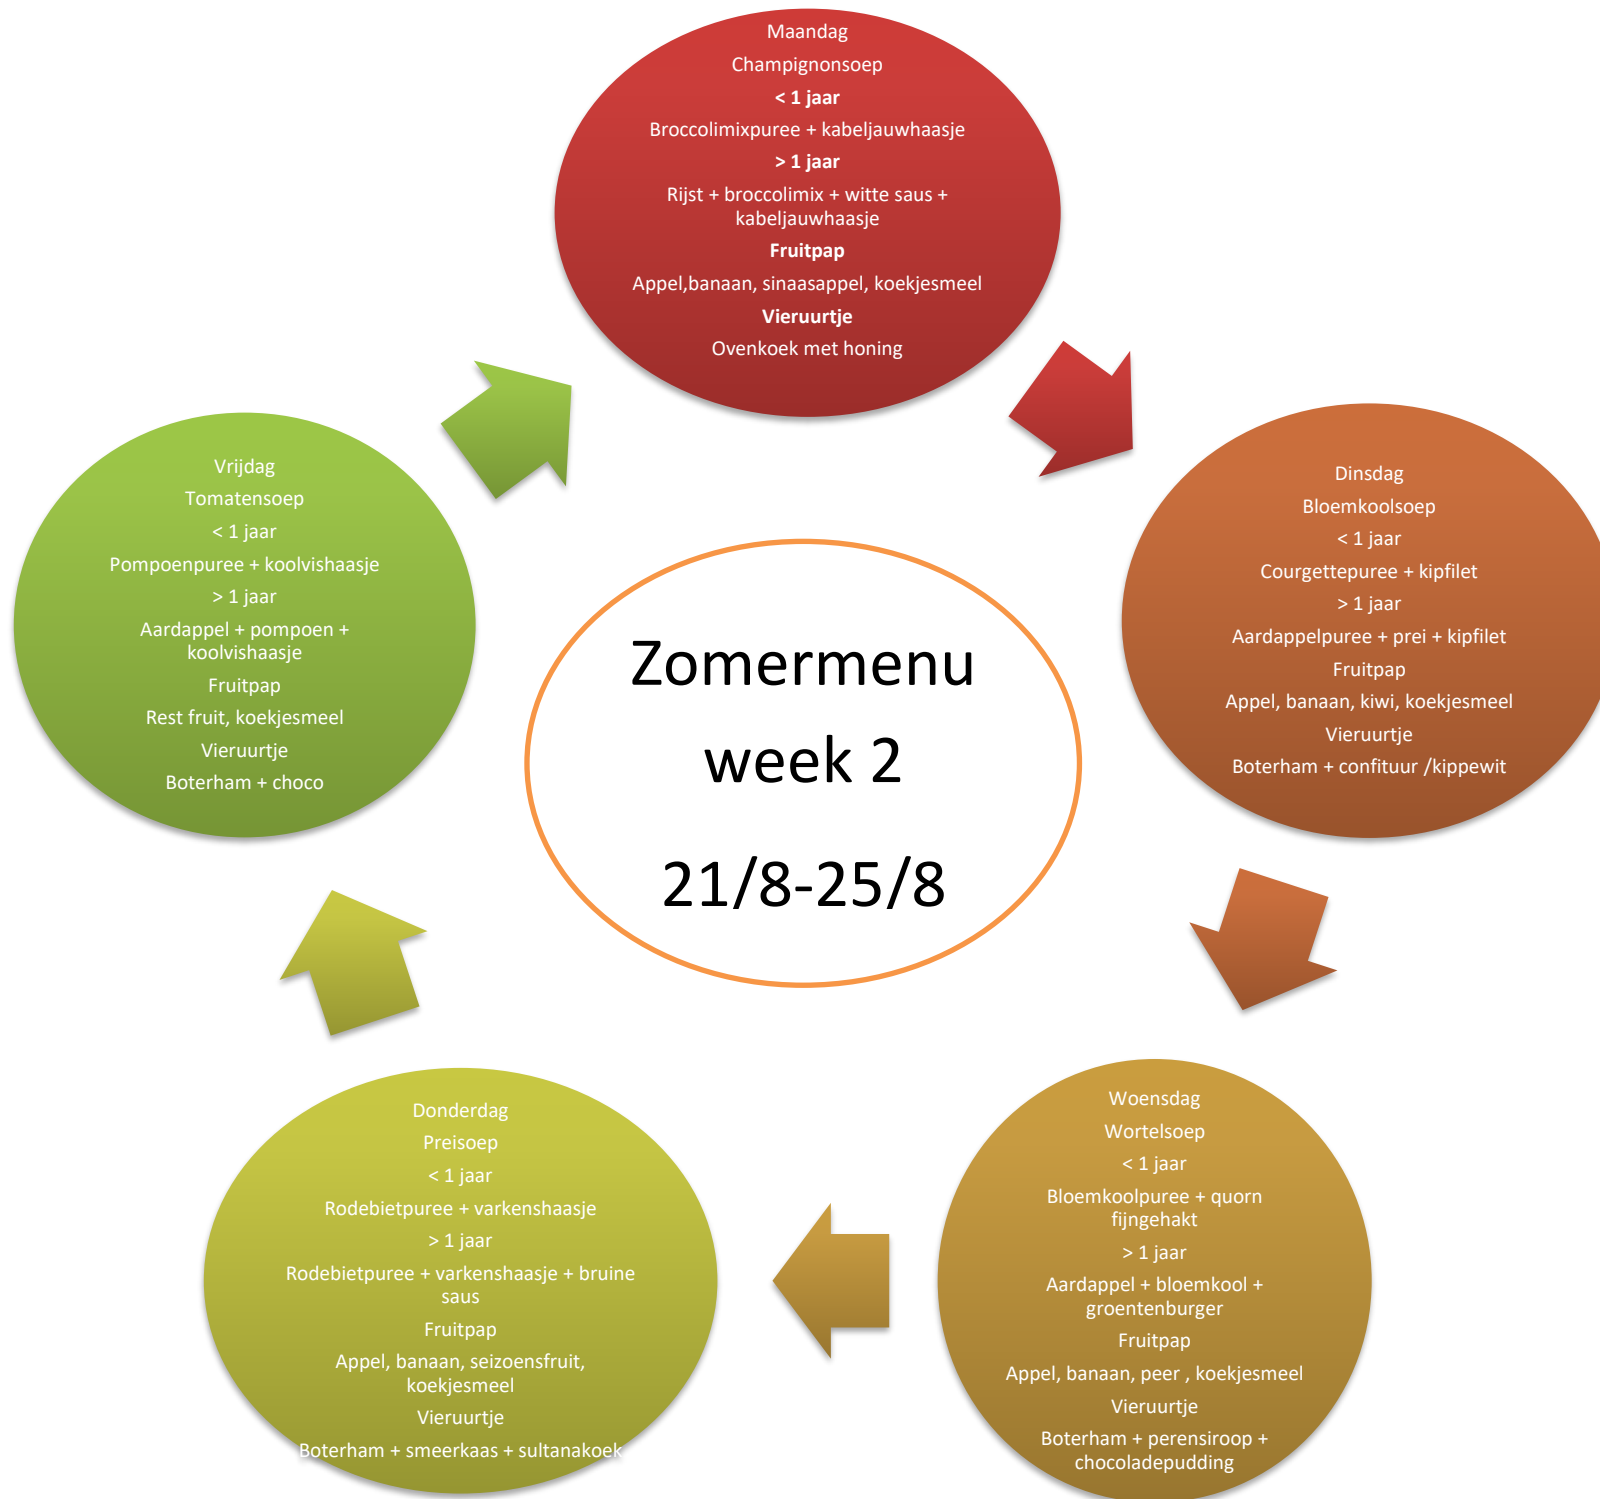 Maandag
Champignonsoep
< 1 jaar
Broccolimixpuree + kabeljauwhaasje
> 1 jaar
Rijst + broccolimix + witte saus +
kabeljauwhaasje
Fruitpap
Appel,banaan, sinaasappel, koekjesmeel
Vieruurtje
Ovenkoek met honing
Dinsdag
Bloemkoolsoep
< 1 jaar
Courgettepuree + kipfilet
> 1 jaar
Aardappelpuree + prei + kipfilet
Fruitpap
Appel, banaan, kiwi, koekjesmeel
Vieruurtje
Boterham + confituur /kippewit
Woensdag
Wortelsoep
< 1 jaar
Bloemkoolpuree + quorn
fijngehakt
> 1 jaar
Aardappel + bloemkool +
groentenburger
Fruitpap
Appel, banaan, peer , koekjesmeel
Vieruurtje
Boterham + perensiroop +
chocoladepudding
Donderdag
Preisoep
< 1 jaar
Rodebietpuree + varkenshaasje
> 1 jaar
Rodebietpuree + varkenshaasje + bruine
saus
Fruitpap
Appel, banaan, seizoensfruit,
koekjesmeel
Vieruurtje
Boterham + smeerkaas + sultanakoek
Vrijdag
Tomatensoep
< 1 jaar
Pompoenpuree + koolvishaasje
> 1 jaar
Aardappel + pompoen +
koolvishaasje
Fruitpap
Rest fruit, koekjesmeel
Vieruurtje
Boterham + choco
Zomermenu
week 2
21/8-25/8